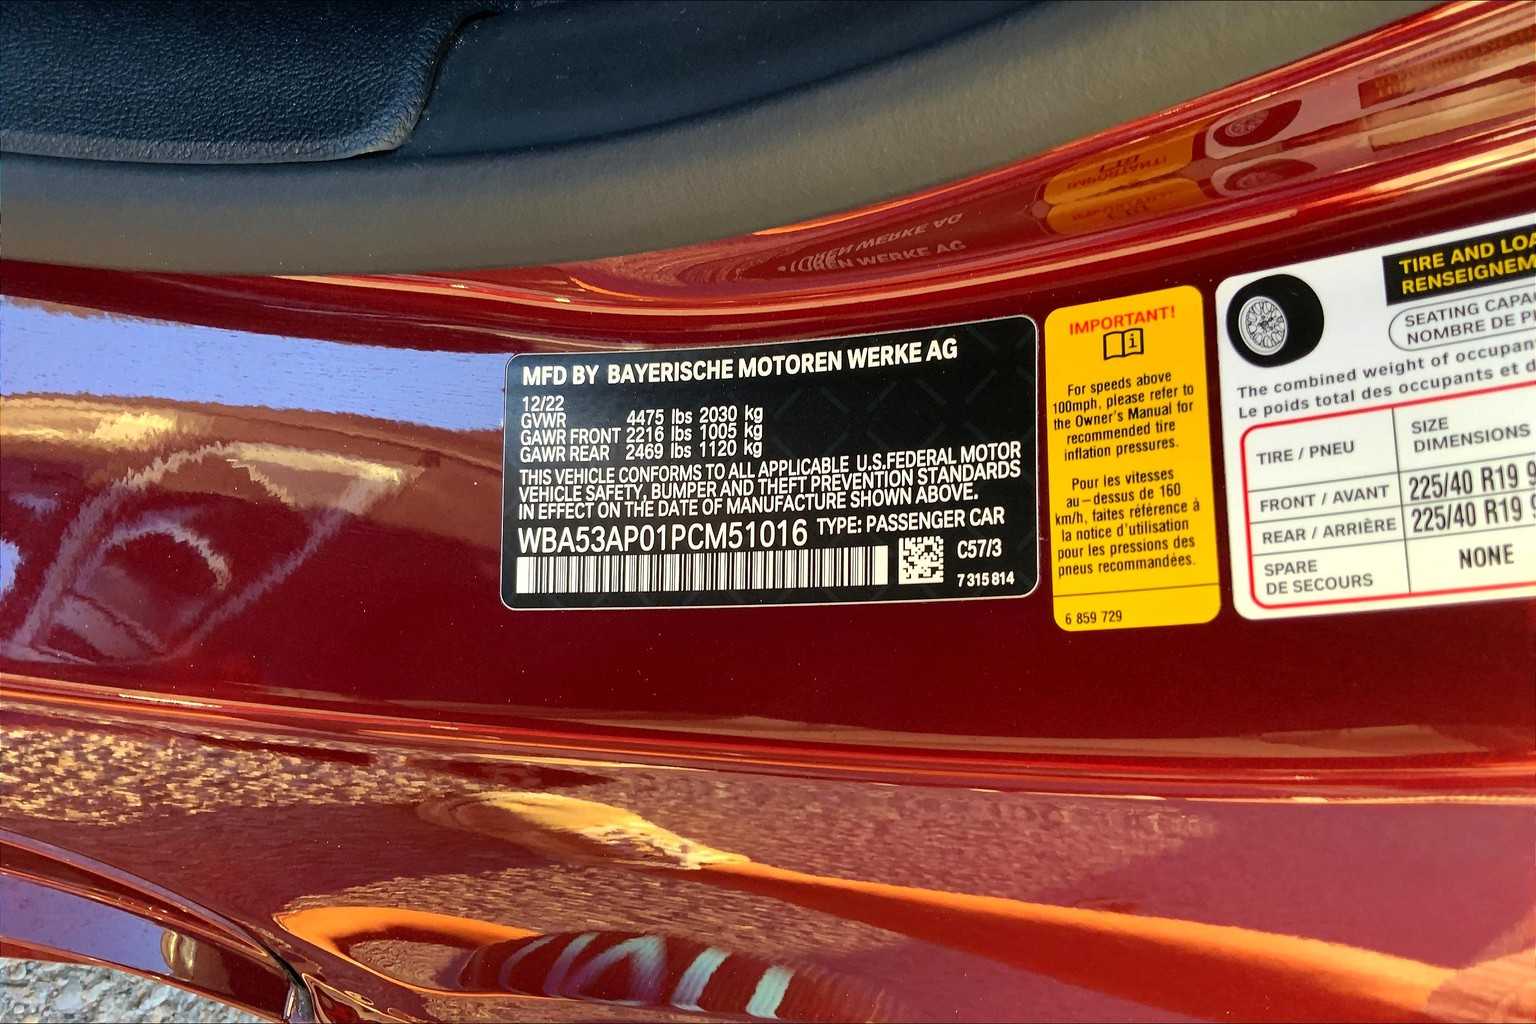 MFD BY BAYERISCHE MOTOREN WERKE AG
12/22
GVWR 4475 lbs 2030 kg
GAWR FRONT 2216 lbs 1005 kg
GAWR REAR 2469 lbs 1120 kg
THIS VEHICLE CONFORMS TO ALL APPLICABLE U.S.FEDERAL MOTOR
VEHICLE SAFETY, BUMPER AND THEFT PREVENTION STANDARDS
IN EFFECT ON THE DATE OF MANUFACTURE SHOWN ABOVE.
WBA53AP01PCM51016 TYPE: PASSENGER CAR
C57/3
7 315 814
IMPORTANT!
For speeds above
100mph, please refer to
the Owner's Manual for
recommended tire
inflation pressures.
Pour les vitesses
au-dessus de 160
km/h, faites référence à
la notice d'utilisation
pour les pressions des
pneus recommandées.
6 859 729
TIRE AND
SEATING
NOMBRE DE
The combined weight of
Le poids total des occupants et
TIRE / PNEU
SIZE
DIMENSIONS
FRONT / AVANT 225/40 R19
REAR / ARRIÈRE 225/40 R19
SPARE
DE SECOURS
NONE